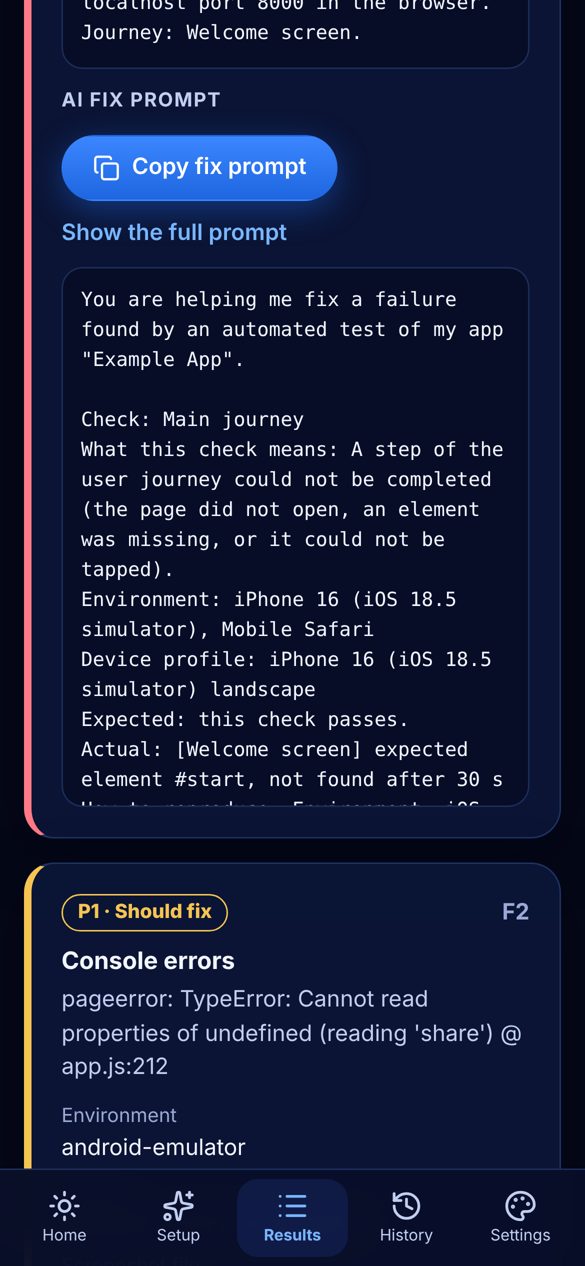 localhost port 8000 in the browser.
Journey: Welcome screen.
AI FIX PROMPT
Copy fix prompt
Show the full prompt
You are helping me fix a failure
found by an automated test of my app
"Example App".
Check: Main journey
What this check means: A step of the
user journey could not be completed
(the page did not open, an element
was missing, or it could not be
tapped).
Environment: iPhone 16 (iOS 18.5
simulator), Mobile Safari
Device profile: iPhone 16 (iOS 18.5
simulator) landscape
Expected: this check passes.
Actual: [Welcome screen] expected
element #start, not found after 30 s
How to reproduce: Environment: iOS
P1 · Should fix
F2
Console errors
pageerror: TypeError: Cannot read
properties of undefined (reading 'share') @
app.js:212
Environment
android-emulator
Home
Setup
Results
History
Settings